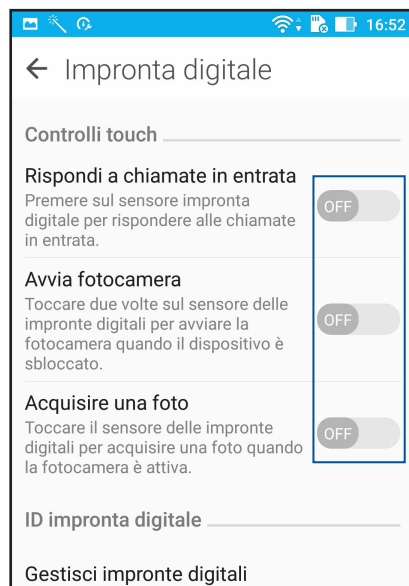 16:52
Impronta digitale
Controlli touch
Rispondi a chiamate in entrata
Premere sul sensore impronta
digitale per rispondere alle chiamate
in entrata.
OFF
Avvia fotocamera
Toccare due volte sul sensore delle
impronte digitali per avviare la
fotocamera quando il dispositivo è
sbloccato.
OFF
Acquisire una foto
Toccare il sensore delle impronte
digitali per acquisire una foto quando
la fotocamera è attiva.
OFF
ID impronta digitale
Gestisci impronte digitali